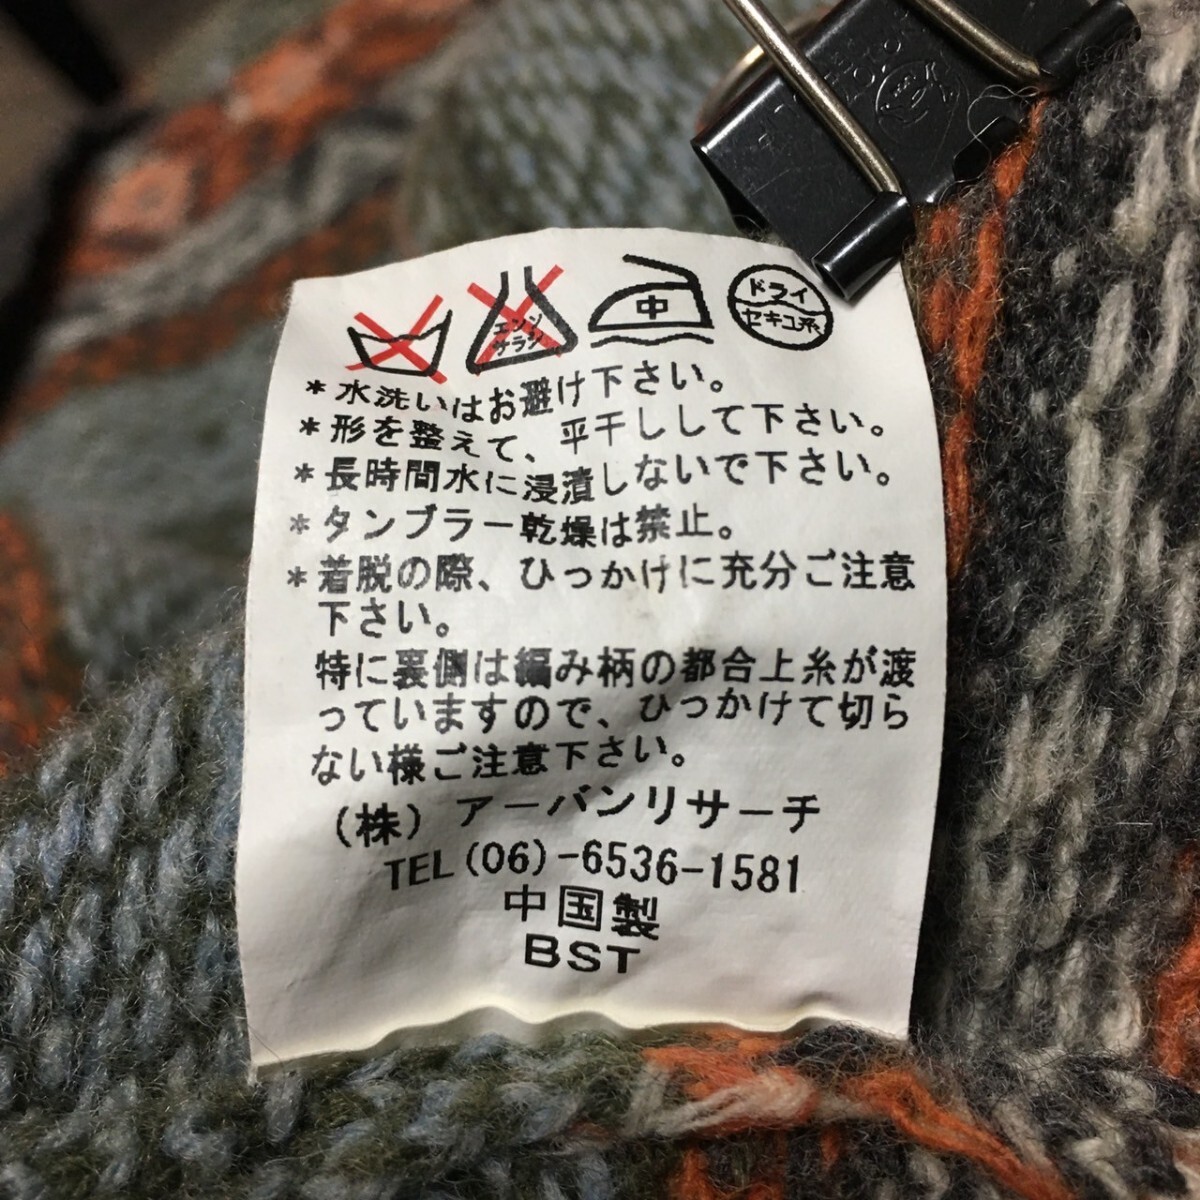 エンソ
サラシ
中
ドライ
セキユ系
*水洗いはお避け下さい。
*形を整えて、平干しして下さい。
*長時間水に浸漬しないで下さい。
*タンブラー乾燥は禁止。
*着脱の際、ひっかけに充分ご注意
下さい。
特に裏側は編み柄の都合上糸が渡
っていますので、ひっかけて切ら
ない様ご注意下さい。
(株)アーバンリサーチ
TEL(06)-6536-1581
中国製
BST